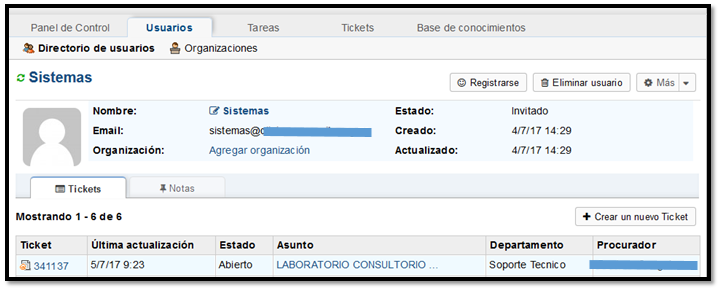 Panel de Control Usuarios Tareas Tickets Base de conocimientos
Directorio de usuarios Organizaciones
Sistemas Registrarse Eliminar usuario Más
Nombre: Sistemas Estado: Invitado
Email: sistemas@ Creado: 4/7/17 14:29
Organización: Agregar organización Actualizado: 4/7/17 14:29
Tickets Notas
Mostrando 1 - 6 de 6 Crear un nuevo Ticket
Ticket Última actualización Estado Asunto Departamento Procurador
341137 5/7/17 9:23 Abierto LABORATORIO CONSULTORIO ... Soporte Tecnico